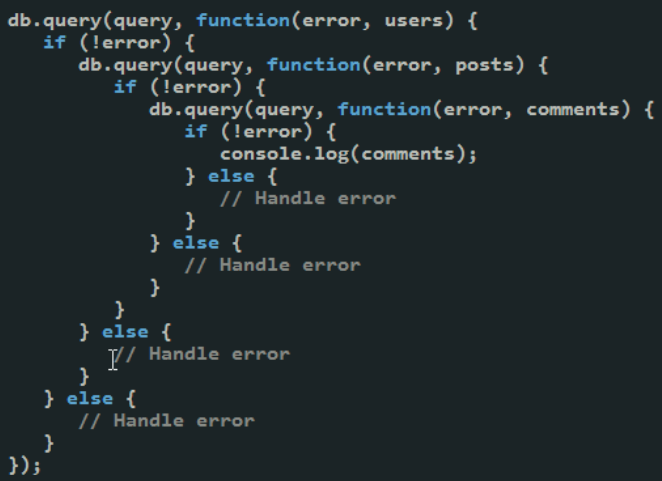 db.query(query, function(error, users) {
   if (!error) {
      db.query(query, function(error, posts) {
         if (!error) {
            db.query(query, function(error, comments) {
               if (!error) {
                  console.log(comments);
               } else {
                  // Handle error
               }
            } else {
               // Handle error
            }
         }
      } else {
         // Handle error
      }
   } else {
      // Handle error
   }
});